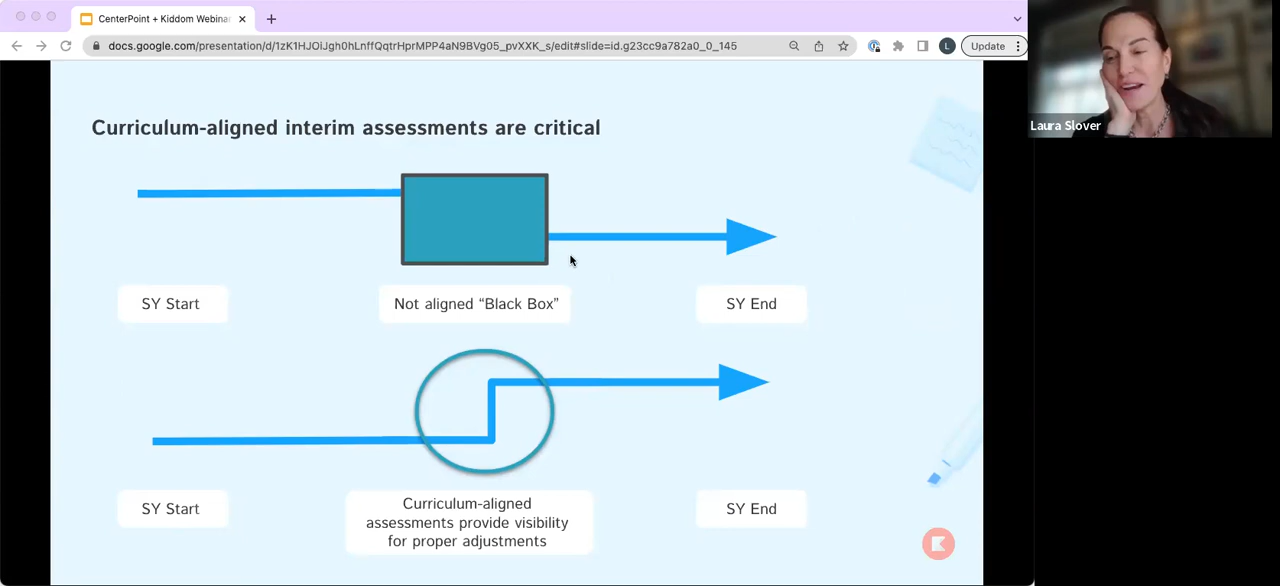 CenterPoint + Kiddom Webina
docs.google.com/presentation/d/1zK1HJOiJgh0hLnffQqtrHprMPP4aN9BVg05_pvXXK_s/edit#slide=id.g23cc9a782a0_0_145
L
Update
Laura Slover
Curriculum-aligned interim assessments are critical
SY Start
Not aligned “Black Box”
SY End
SY Start
Curriculum-aligned
assessments provide visibility
for proper adjustments
SY End